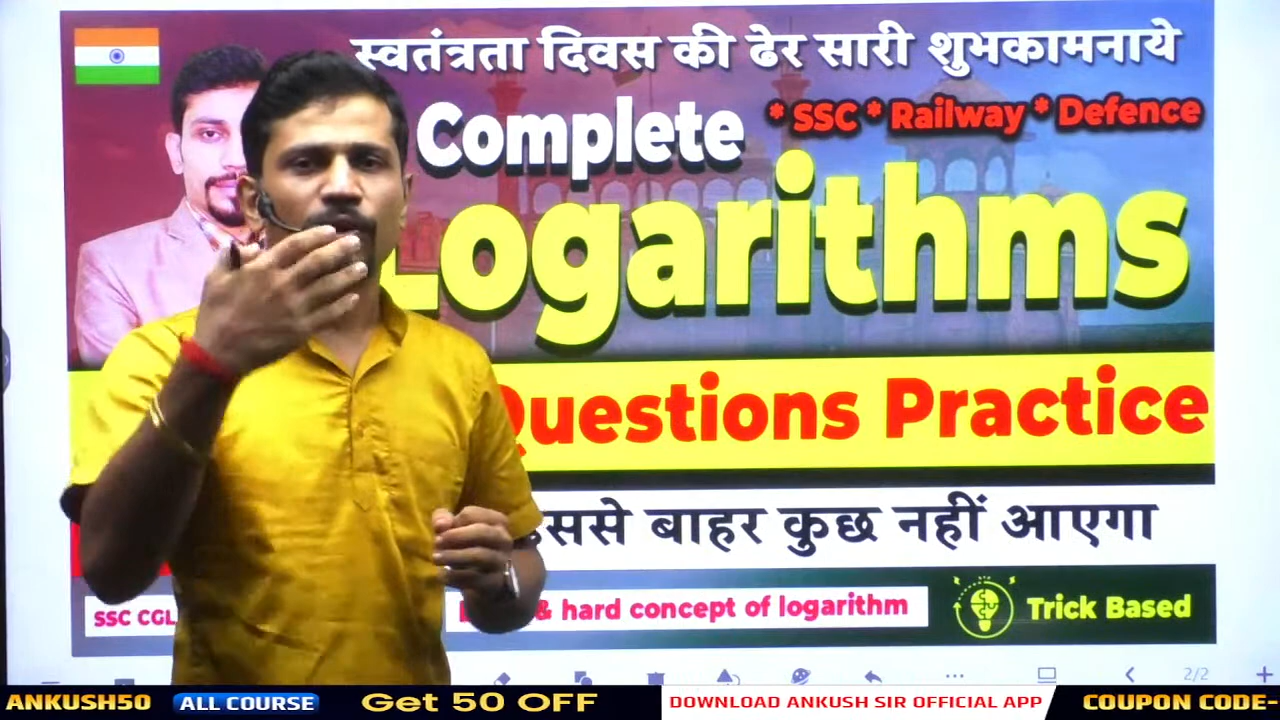 स्वतंत्रता दिवस की ढेर सारी शुभकामनाये
Complete * SSC * Railway * Defence
Logarithms
Questions Practice
इससे बाहर कुछ नहीं आएगा
SSC CGL
& hard concept of logarithm
Trick Based
2/2
ANKUSH50 ALL COURSE Get 50 OFF DOWNLOAD ANKUSH SIR OFFICIAL APP COUPON CODE-